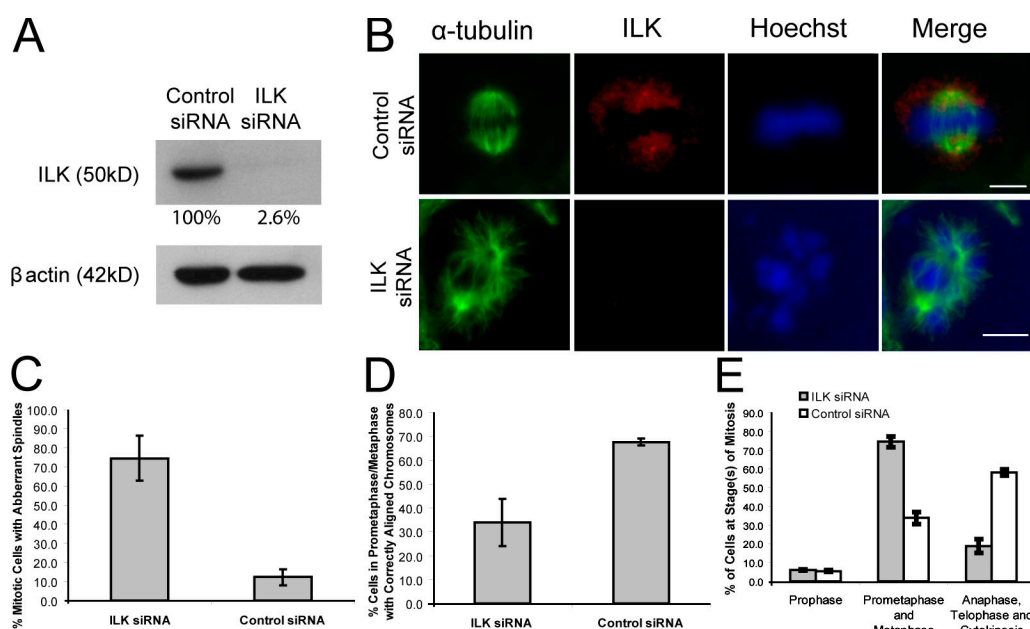 A
Control
siRNA
ILK
siRNA
ILK (50kD)
100%
2.6%
β actin (42kD)
B
α-tubulin
ILK
Hoechst
Merge
Control
siRNA
ILK
siRNA
C
% Mitotic Cells with Abberrant Spindles
100.0
90.0
80.0
70.0
60.0
50.0
40.0
30.0
20.0
10.0
0.0
ILK siRNA
Control siRNA
D
% Cells in Prometaphase/Metaphase
with Correctly Aligned Chromosomes
80.0
70.0
60.0
50.0
40.0
30.0
20.0
10.0
0.0
ILK siRNA
Control siRNA
E
ILK siRNA
Control siRNA
% of Cells at Stage(s) of Mitosis
90.0
80.0
70.0
60.0
50.0
40.0
30.0
20.0
10.0
0.0
Prophase
Prometaphase
and
Metaphase
Anaphase,
Telophase and
Cytokinesis